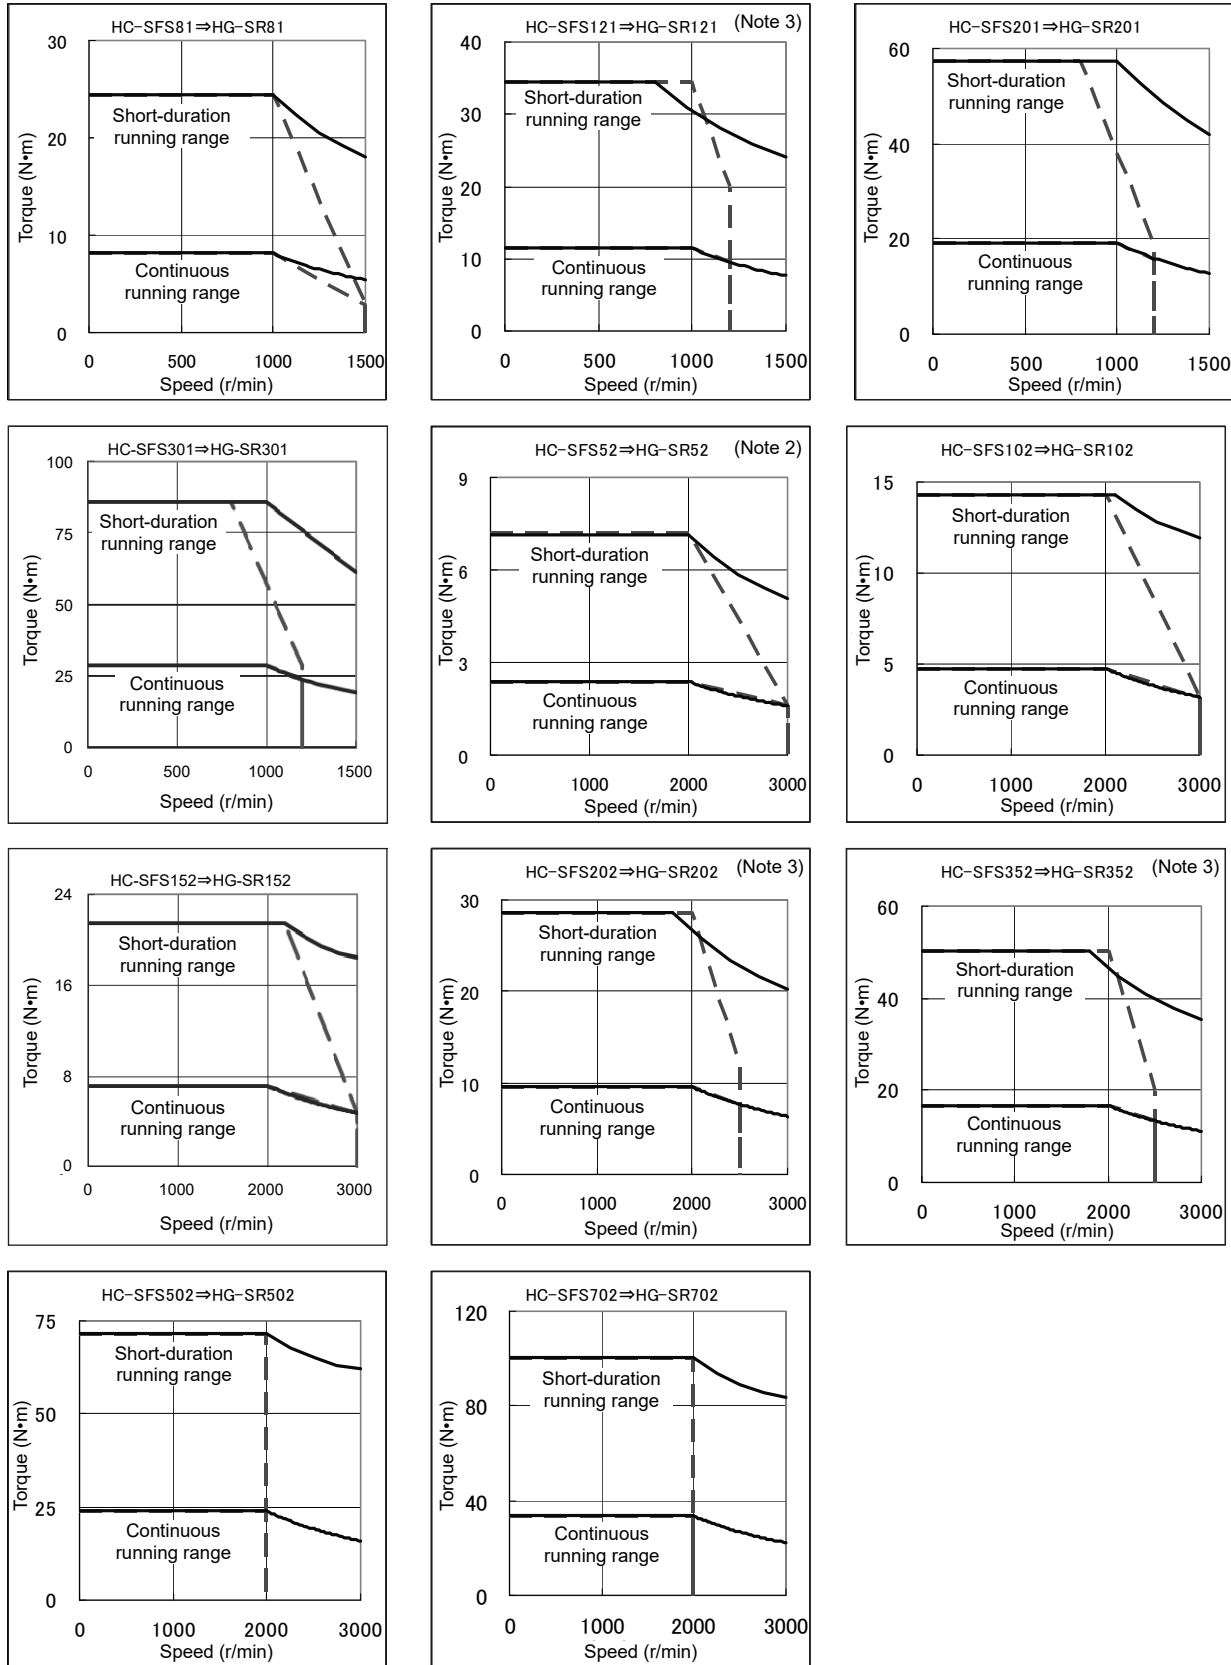 HC-SFS81⇒HG-SR81
30
20
10
0
Torque (N•m)
Short-duration
running range
Continuous
running range
0 500 1000 1500
Speed (r/min)
HC-SFS121⇒HG-SR121 (Note 3)
40
30
20
10
0
Torque (N•m)
Short-duration
running range
Continuous
running range
0 500 1000 1500
Speed (r/min)
HC-SFS201⇒HG-SR201
60
40
20
0
Torque (N•m)
Short-duration
running range
Continuous
running range
0 500 1000 1500
Speed (r/min)
HC-SFS301⇒HG-SR301
100
75
50
25
0
Torque (N•m)
Short-duration
running range
Continuous
running range
0 500 1000 1500
Speed (r/min)
HC-SFS52⇒HG-SR52 (Note 2)
9
6
3
0
Torque (N•m)
Short-duration
running range
Continuous
running range
0 1000 2000 3000
Speed (r/min)
HC-SFS102⇒HG-SR102
15
10
5
0
Torque (N•m)
Short-duration
running range
Continuous
running range
0 1000 2000 3000
Speed (r/min)
HC-SFS152⇒HG-SR152
24
16
8
0
Torque (N•m)
Short-duration
running range
Continuous
running range
0 1000 2000 3000
Speed (r/min)
HC-SFS202⇒HG-SR202 (Note 3)
30
20
10
0
Torque (N•m)
Short-duration
running range
Continuous
running range
0 1000 2000 3000
Speed (r/min)
HC-SFS352⇒HG-SR352 (Note 3)
60
40
20
0
Torque (N•m)
Short-duration
running range
Continuous
running range
0 1000 2000 3000
Speed (r/min)
HC-SFS502⇒HG-SR502
75
50
25
0
Torque (N•m)
Short-duration
running range
Continuous
running range
0 1000 2000 3000
Speed (r/min)
HC-SFS702⇒HG-SR702
120
80
40
0
Torque (N•m)
Short-duration
running range
Continuous
running range
0 1000 2000 3000
Speed (r/min)